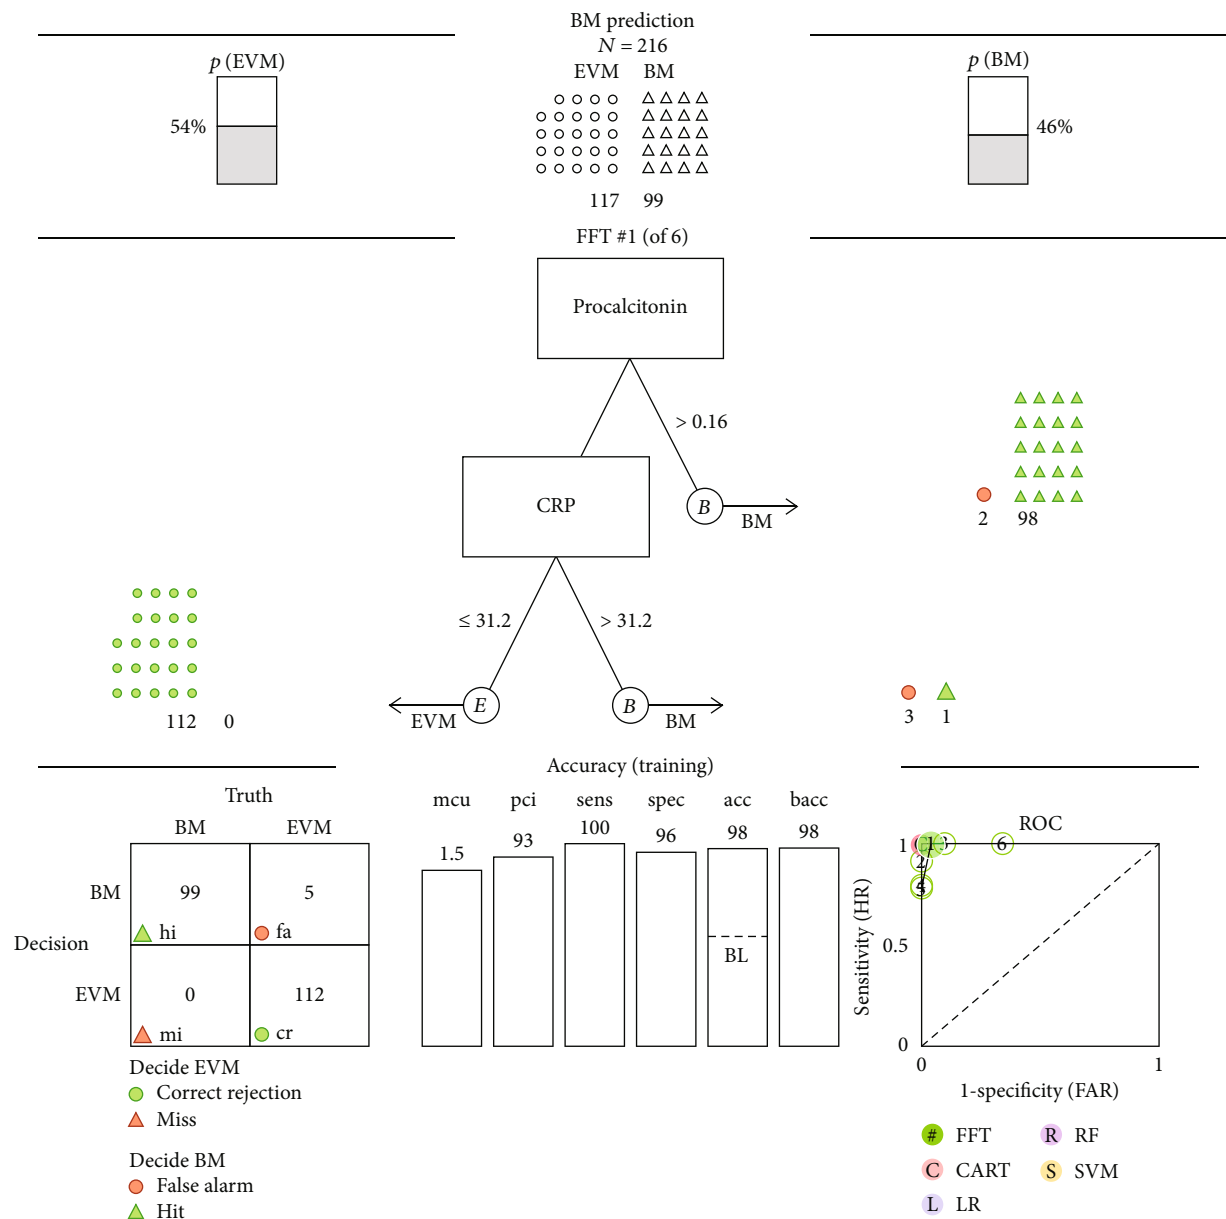 BM prediction
N = 216
EVM BM
117 99
p (EVM)
54%
p (BM)
46%
FFT #1 (of 6)
Procalcitonin
> 0.16
CRP
B
BM
2 98
≤ 31.2
> 31.2
E
EVM
B
BM
112 0
3 1
Truth
BM EVM
Decision
BM
99 5
hi fa
EVM
0 112
mi cr
Decide EVM
Correct rejection
Miss
Decide BM
False alarm
Hit
Accuracy (training)
mcu pci sens spec acc bacc
1.5 93 100 96 98 98
BL
ROC
Sensitivity (HR)
1
0.5
0
0 1
1-specificity (FAR)
1 3 6
2
# FFT
R RF
C CART
S SVM
L LR